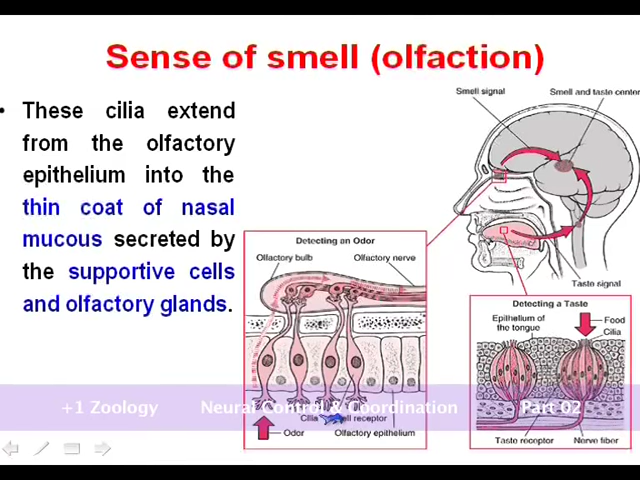 Sense of smell (olfaction)
• These cilia extend
from the olfactory
epithelium into the
thin coat of nasal
mucous secreted by
the supportive cells
and olfactory glands.
Smell signal
Smell and taste center
Taste signal
Detecting an Odor
Olfactory bulb
Olfactory nerve
Cilia
receptor
Odor
Olfactory epithelium
Detecting a Taste
Epithelium of
the tongue
Food
Cilia
Taste receptor
Nerve fiber
+1 Zoology Neural Control & Coordination Part 02